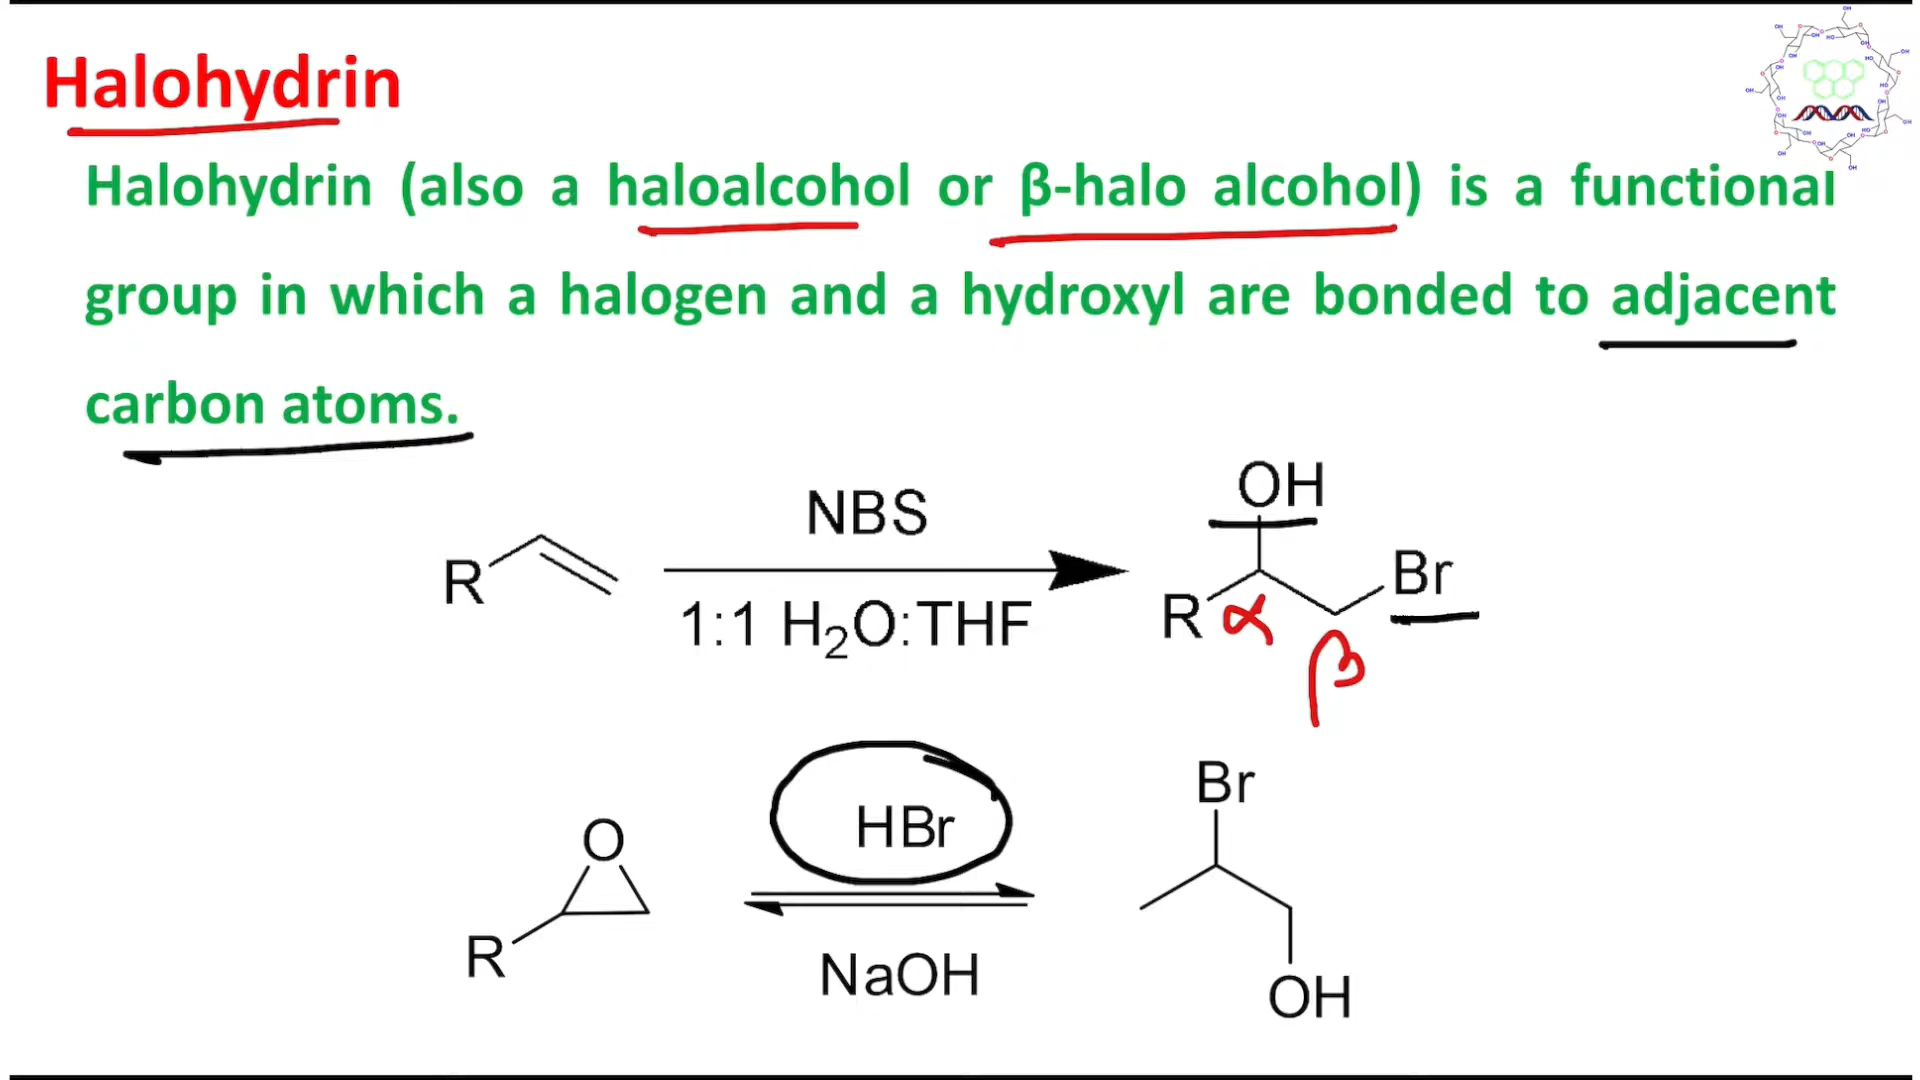 Halohydrin
Halohydrin (also a haloalcohol or β-halo alcohol) is a functional
group in which a halogen and a hydroxyl are bonded to adjacent
carbon atoms.
OH
NBS
Br
R
1:1 H₂O:THF
R α
β
Br
HBr
O
R
NaOH
OH